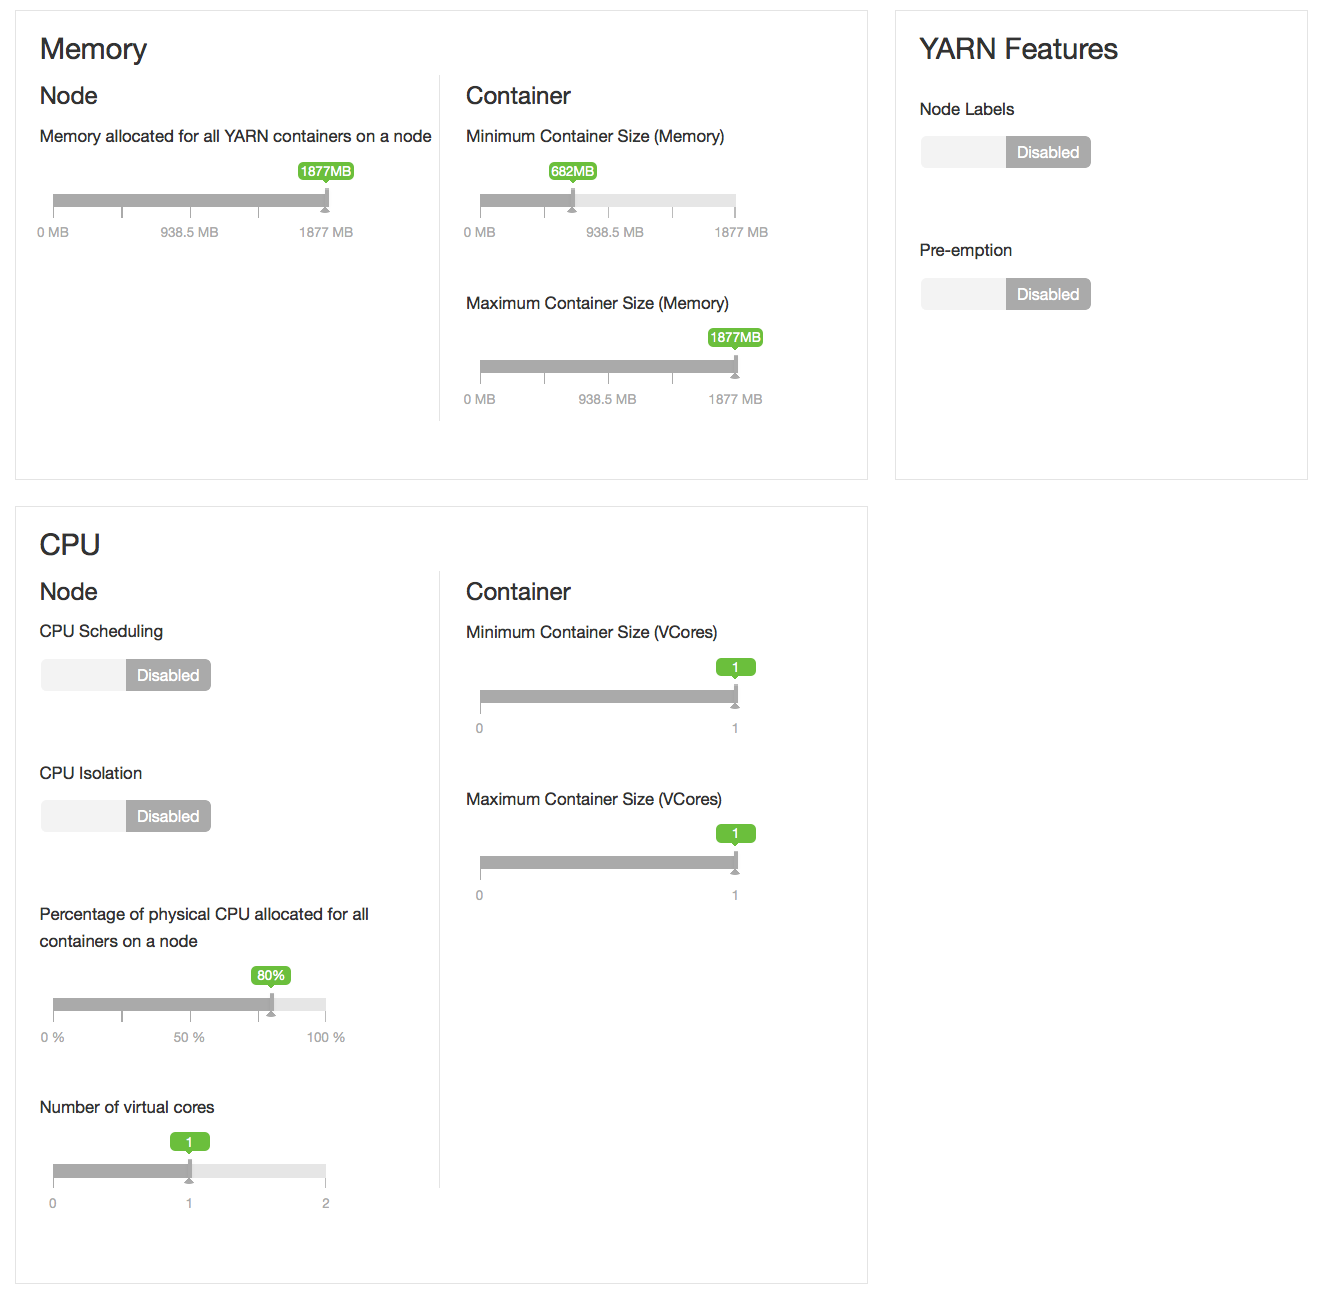 Memory
Node
Memory allocated for all YARN containers on a node
1877MB
0 MB 938.5 MB 1877 MB
Container
Minimum Container Size (Memory)
682MB
0 MB 938.5 MB 1877 MB
Maximum Container Size (Memory)
1877MB
0 MB 938.5 MB 1877 MB
YARN Features
Node Labels
Disabled
Pre-emption
Disabled
CPU
Node
CPU Scheduling
Disabled
CPU Isolation
Disabled
Percentage of physical CPU allocated for all
containers on a node
80%
0 % 50 % 100 %
Number of virtual cores
1
0 1 2
Container
Minimum Container Size (VCores)
1
0 1
Maximum Container Size (VCores)
1
0 1